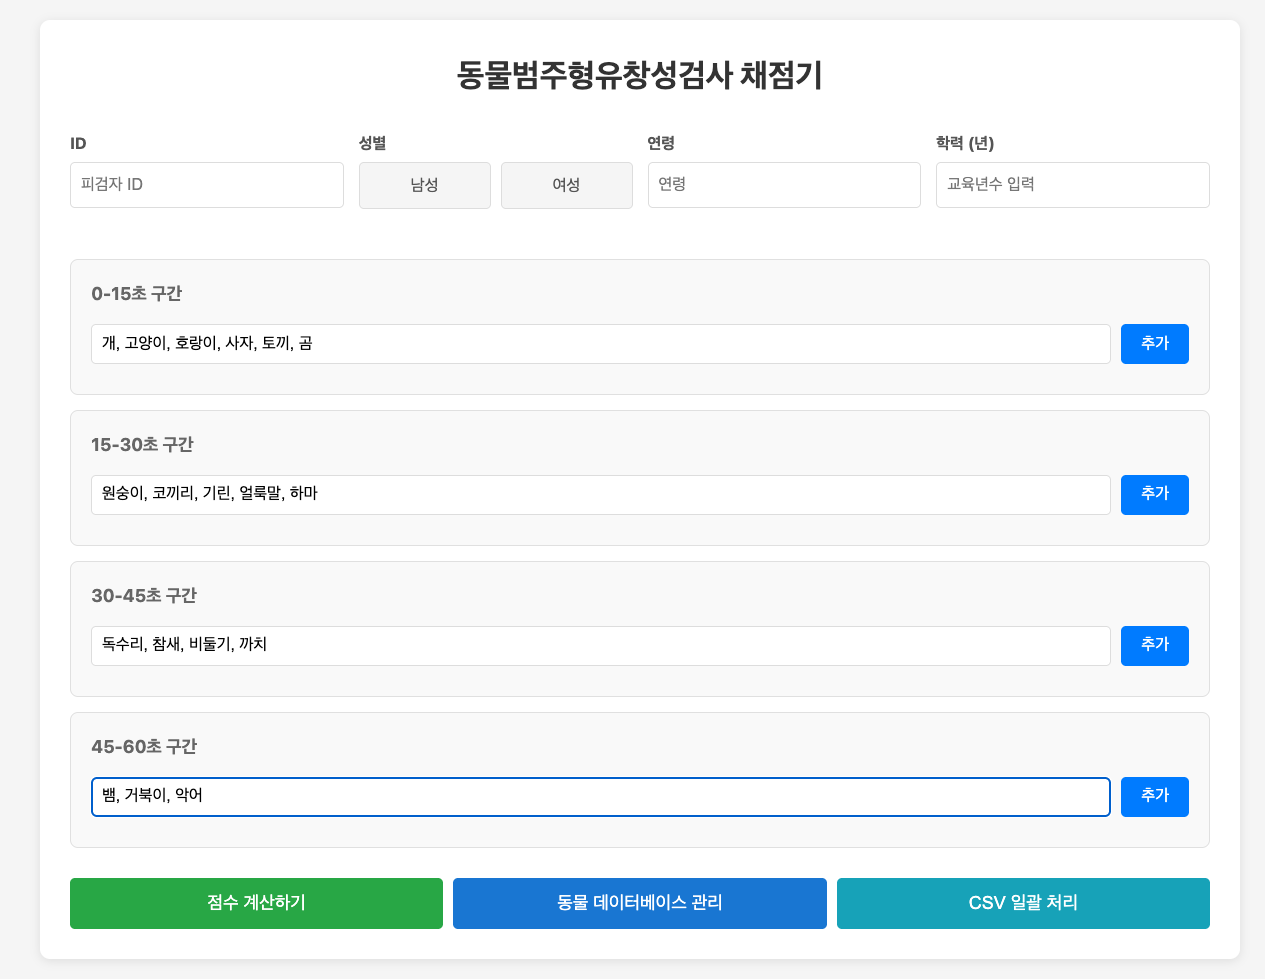 동물범주형유창성검사 채점기
ID 성별 연령 학력 (년)
피검자 ID 남성 여성 연령 교육년수 입력
0-15초 구간
개, 고양이, 호랑이, 사자, 토끼, 곰 추가
15-30초 구간
원숭이, 코끼리, 기린, 얼룩말, 하마 추가
30-45초 구간
독수리, 참새, 비둘기, 까치 추가
45-60초 구간
뱀, 거북이, 악어 추가
점수 계산하기 동물 데이터베이스 관리 CSV 일괄 처리